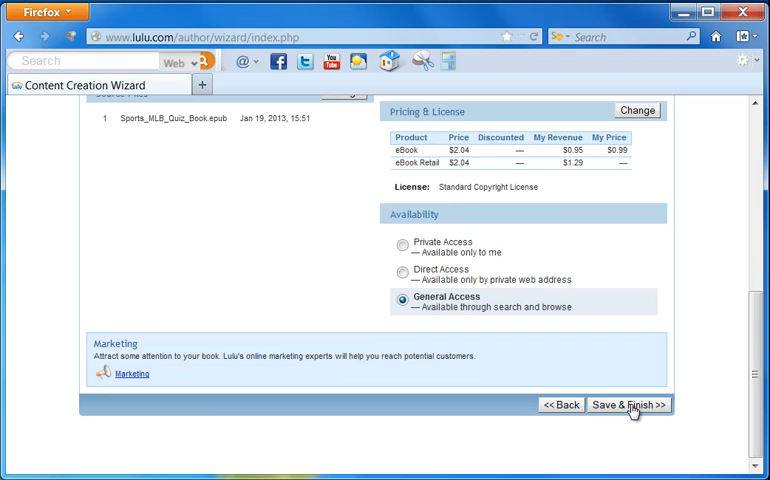 Firefox
www.lulu.com/author/wizard/index.php
Search
Search
Web
Content Creation Wizard
1 Sports_MLB_Quiz_Book.epub Jan 19, 2013, 15:51
Pricing & License
Change
Product Price Discounted My Revenue My Price
eBook $2.04 — $0.95 $0.99
eBook Retail $2.04 — $1.29 —
License: Standard Copyright License
Availability
Private Access
— Available only to me
Direct Access
— Available only by private web address
General Access
— Available through search and browse
Marketing
Attract some attention to your book. Lulu's online marketing experts will help you reach potential customers.
Marketing
<< Back
Save & Finish >>